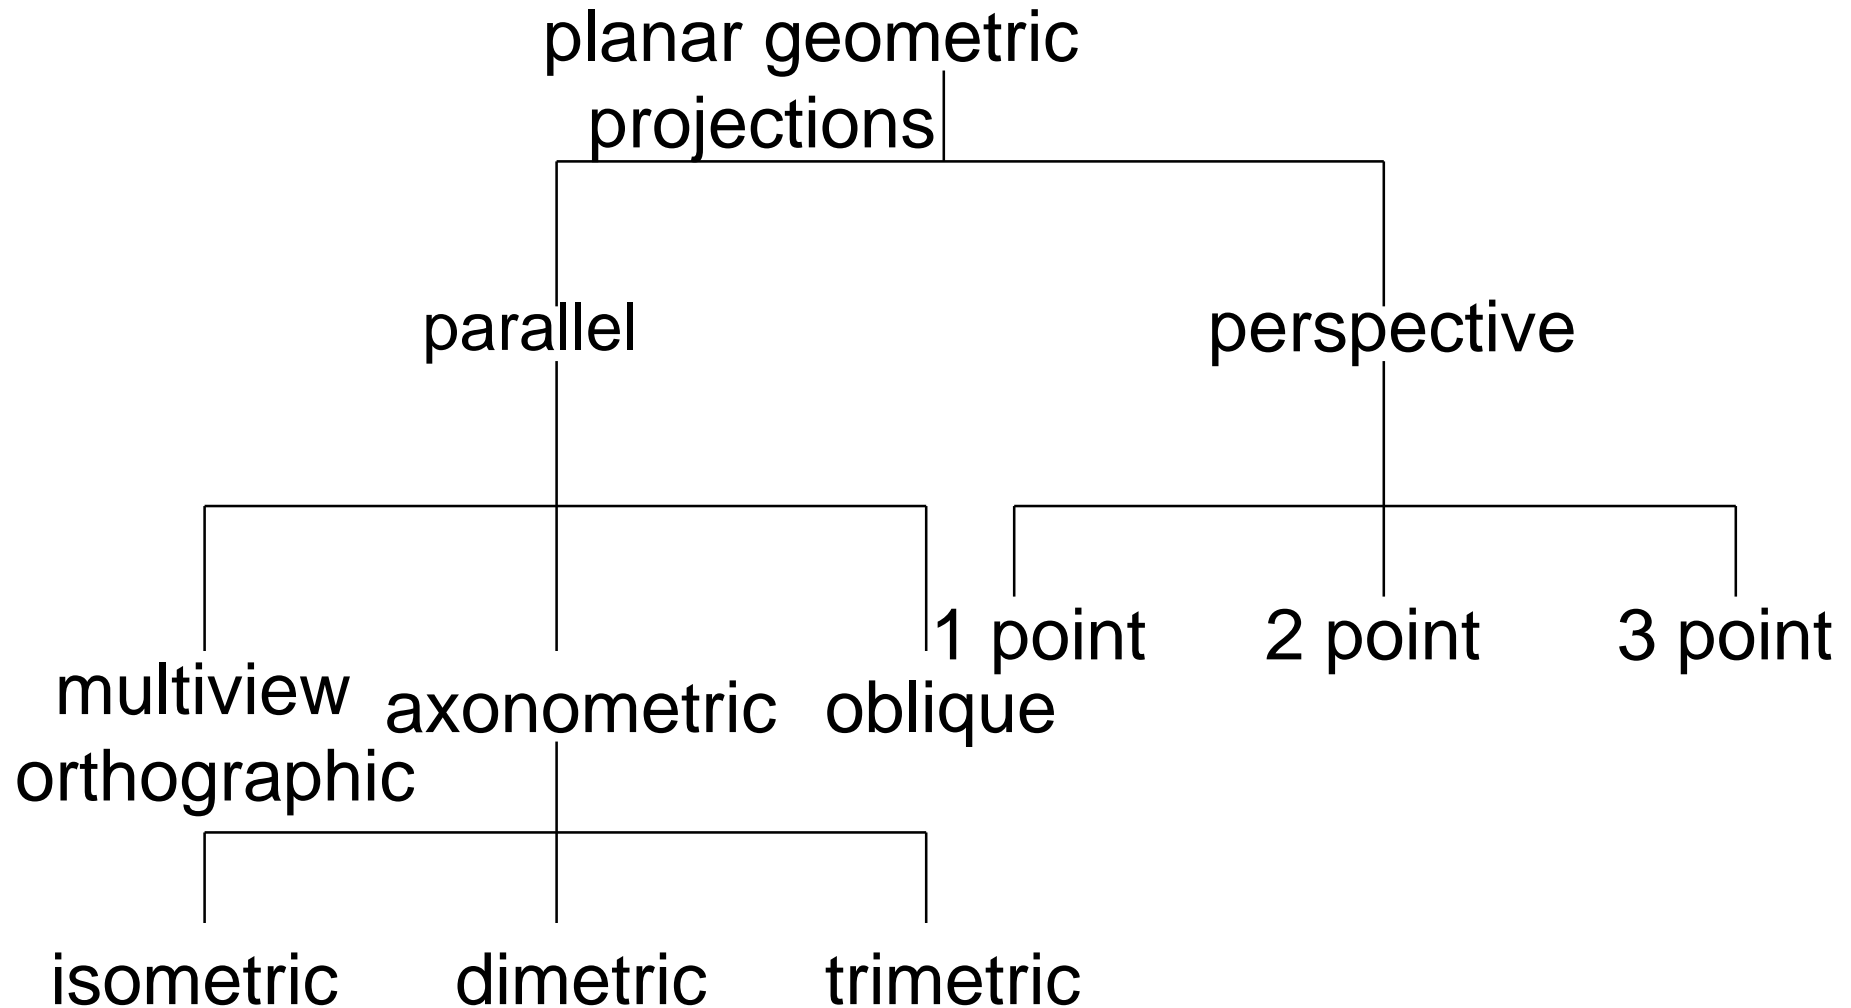 planar geometric
projections
parallel
perspective
1 point
2 point
3 point
multiview
orthographic
axonometric
oblique
isometric
dimetric
trimetric